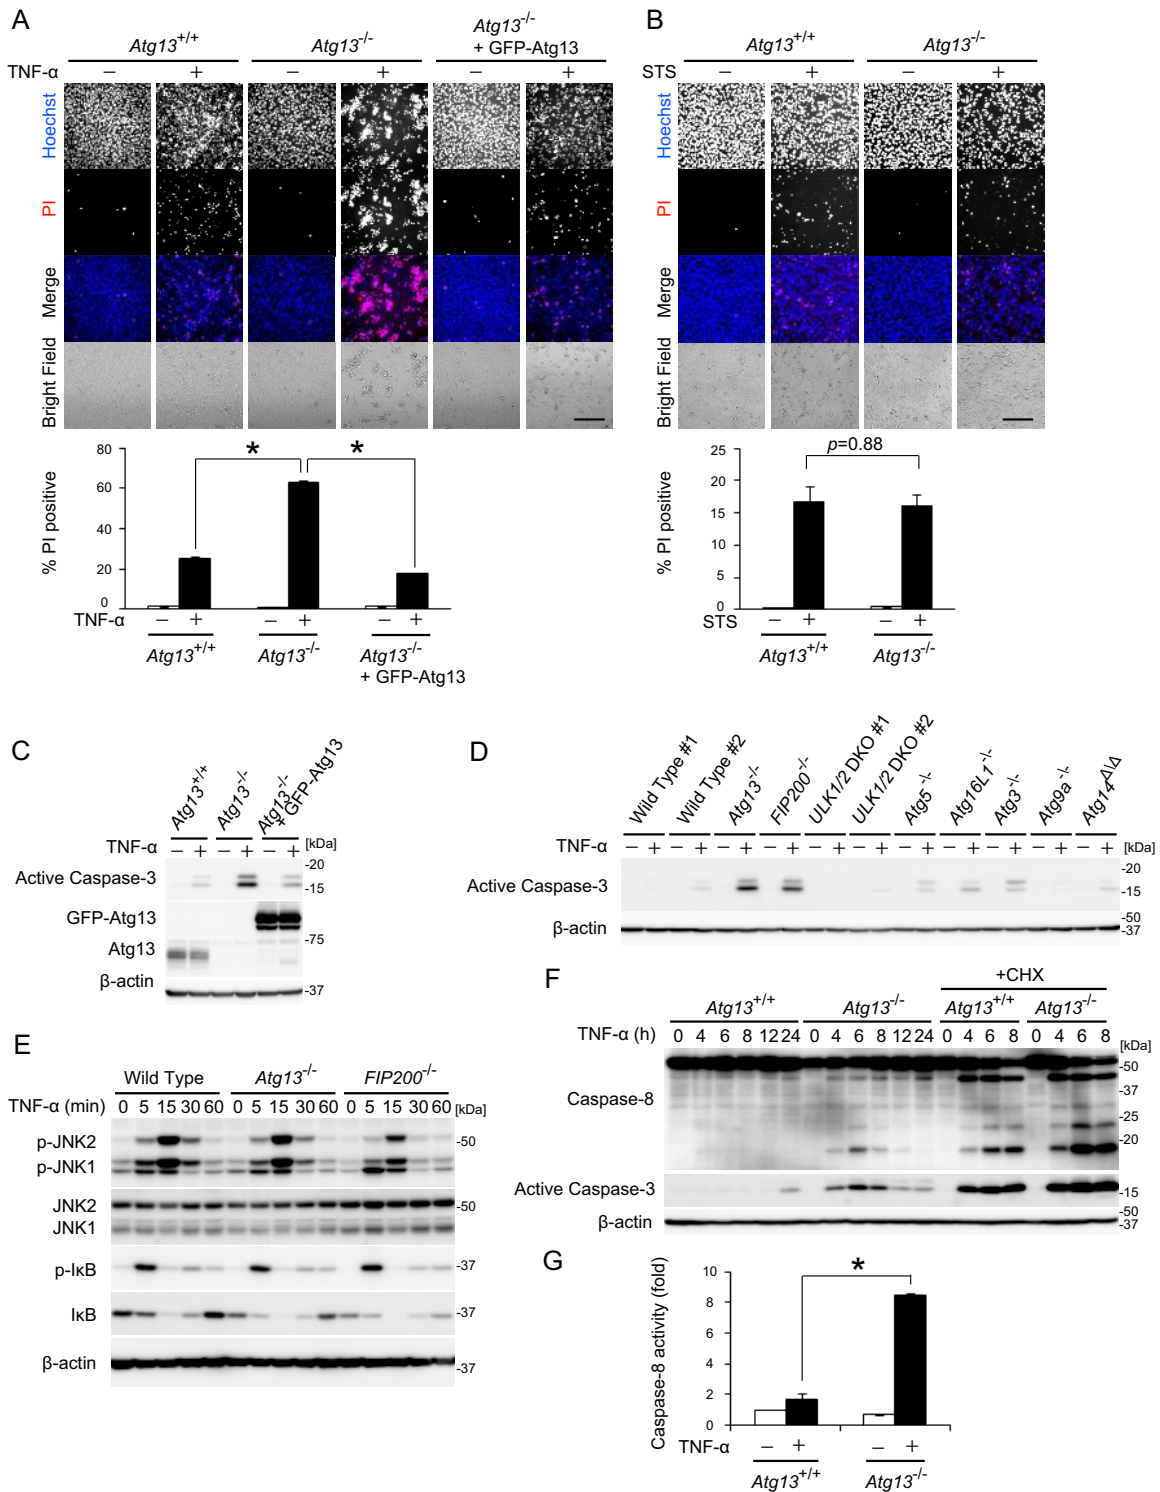 A
Atg13+/+ Atg13-/- Atg13-/- + GFP-Atg13
TNF-α − + − + − +
Hoechst
PI
Merge
Bright Field
% PI positive
80
60
40
20
0
TNF-α − + − + − +
* *
Atg13+/+ Atg13-/- Atg13-/- + GFP-Atg13
B
Atg13+/+ Atg13-/-
STS − + − +
Hoechst
PI
Merge
Bright Field
% PI positive
25
20
15
10
5
0
p=0.88
STS − + − +
Atg13+/+ Atg13-/-
C
Atg13+/+ Atg13-/- Atg13-/- + GFP-Atg13
TNF-α − + − + − + [kDa]
Active Caspase-3 -20 -15
GFP-Atg13
-75
Atg13
β-actin -37
D
Wild Type #1 Wild Type #2 Atg13-/- FIP200-/- ULK1/2 DKO #1 ULK1/2 DKO #2 Atg5-/- Atg16L1-/- Atg3-/- Atg9a-/- Atg14Δ\Δ
TNF-α − + − + − + − + − + − + − + − + − + − + − + [kDa]
Active Caspase-3 -20 -15
β-actin -50 -37
E
Wild Type Atg13-/- FIP200-/-
TNF-α (min) 0 5 15 30 60 0 5 15 30 60 0 5 15 30 60 [kDa]
p-JNK2 -50
p-JNK1
JNK2 -50
JNK1
p-IκB -37
IκB -37
β-actin -37
F
+CHX
Atg13+/+ Atg13-/- Atg13+/+ Atg13-/-
TNF-α (h) 0 4 6 8 12 24 0 4 6 8 12 24 0 4 6 8 0 4 6 8
[kDa]
-50
-37
Caspase-8
-25
-20
Active Caspase-3 -15
β-actin -50 -37
G
Caspase-8 activity (fold)
10
8
6
4
2
0
*
TNF-α − + − +
Atg13+/+ Atg13-/-